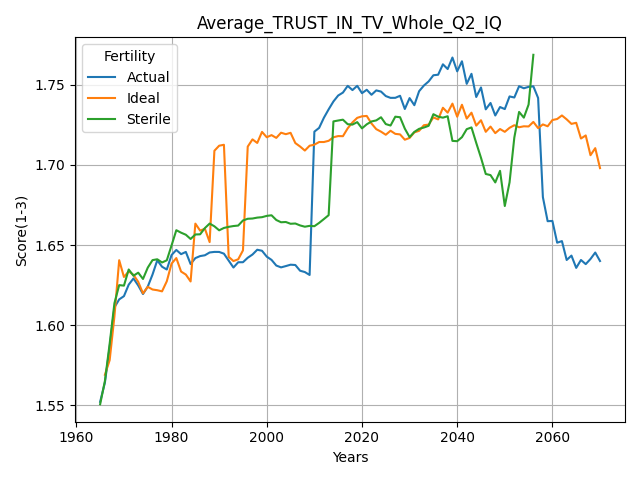 Average_TRUST_IN_TV_Whole_Q2_IQ
Fertility
Actual
Ideal
Sterile
Score(1-3)
1.75
1.70
1.65
1.60
1.55
1960
1980
2000
2020
2040
2060
Years